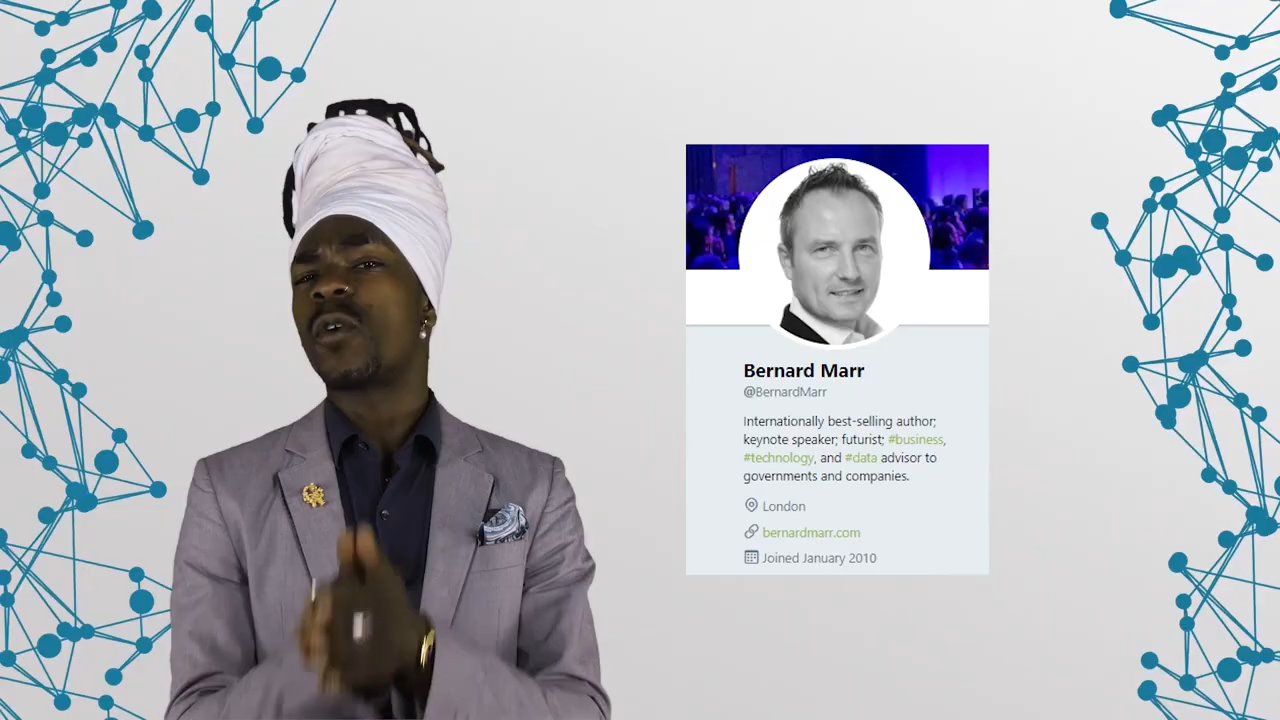 Bernard Marr
@BernardMarr
Internationally best-selling author;
keynote speaker; futurist; #business,
#technology, and #data advisor to
governments and companies.
London
bernardmarr.com
Joined January 2010